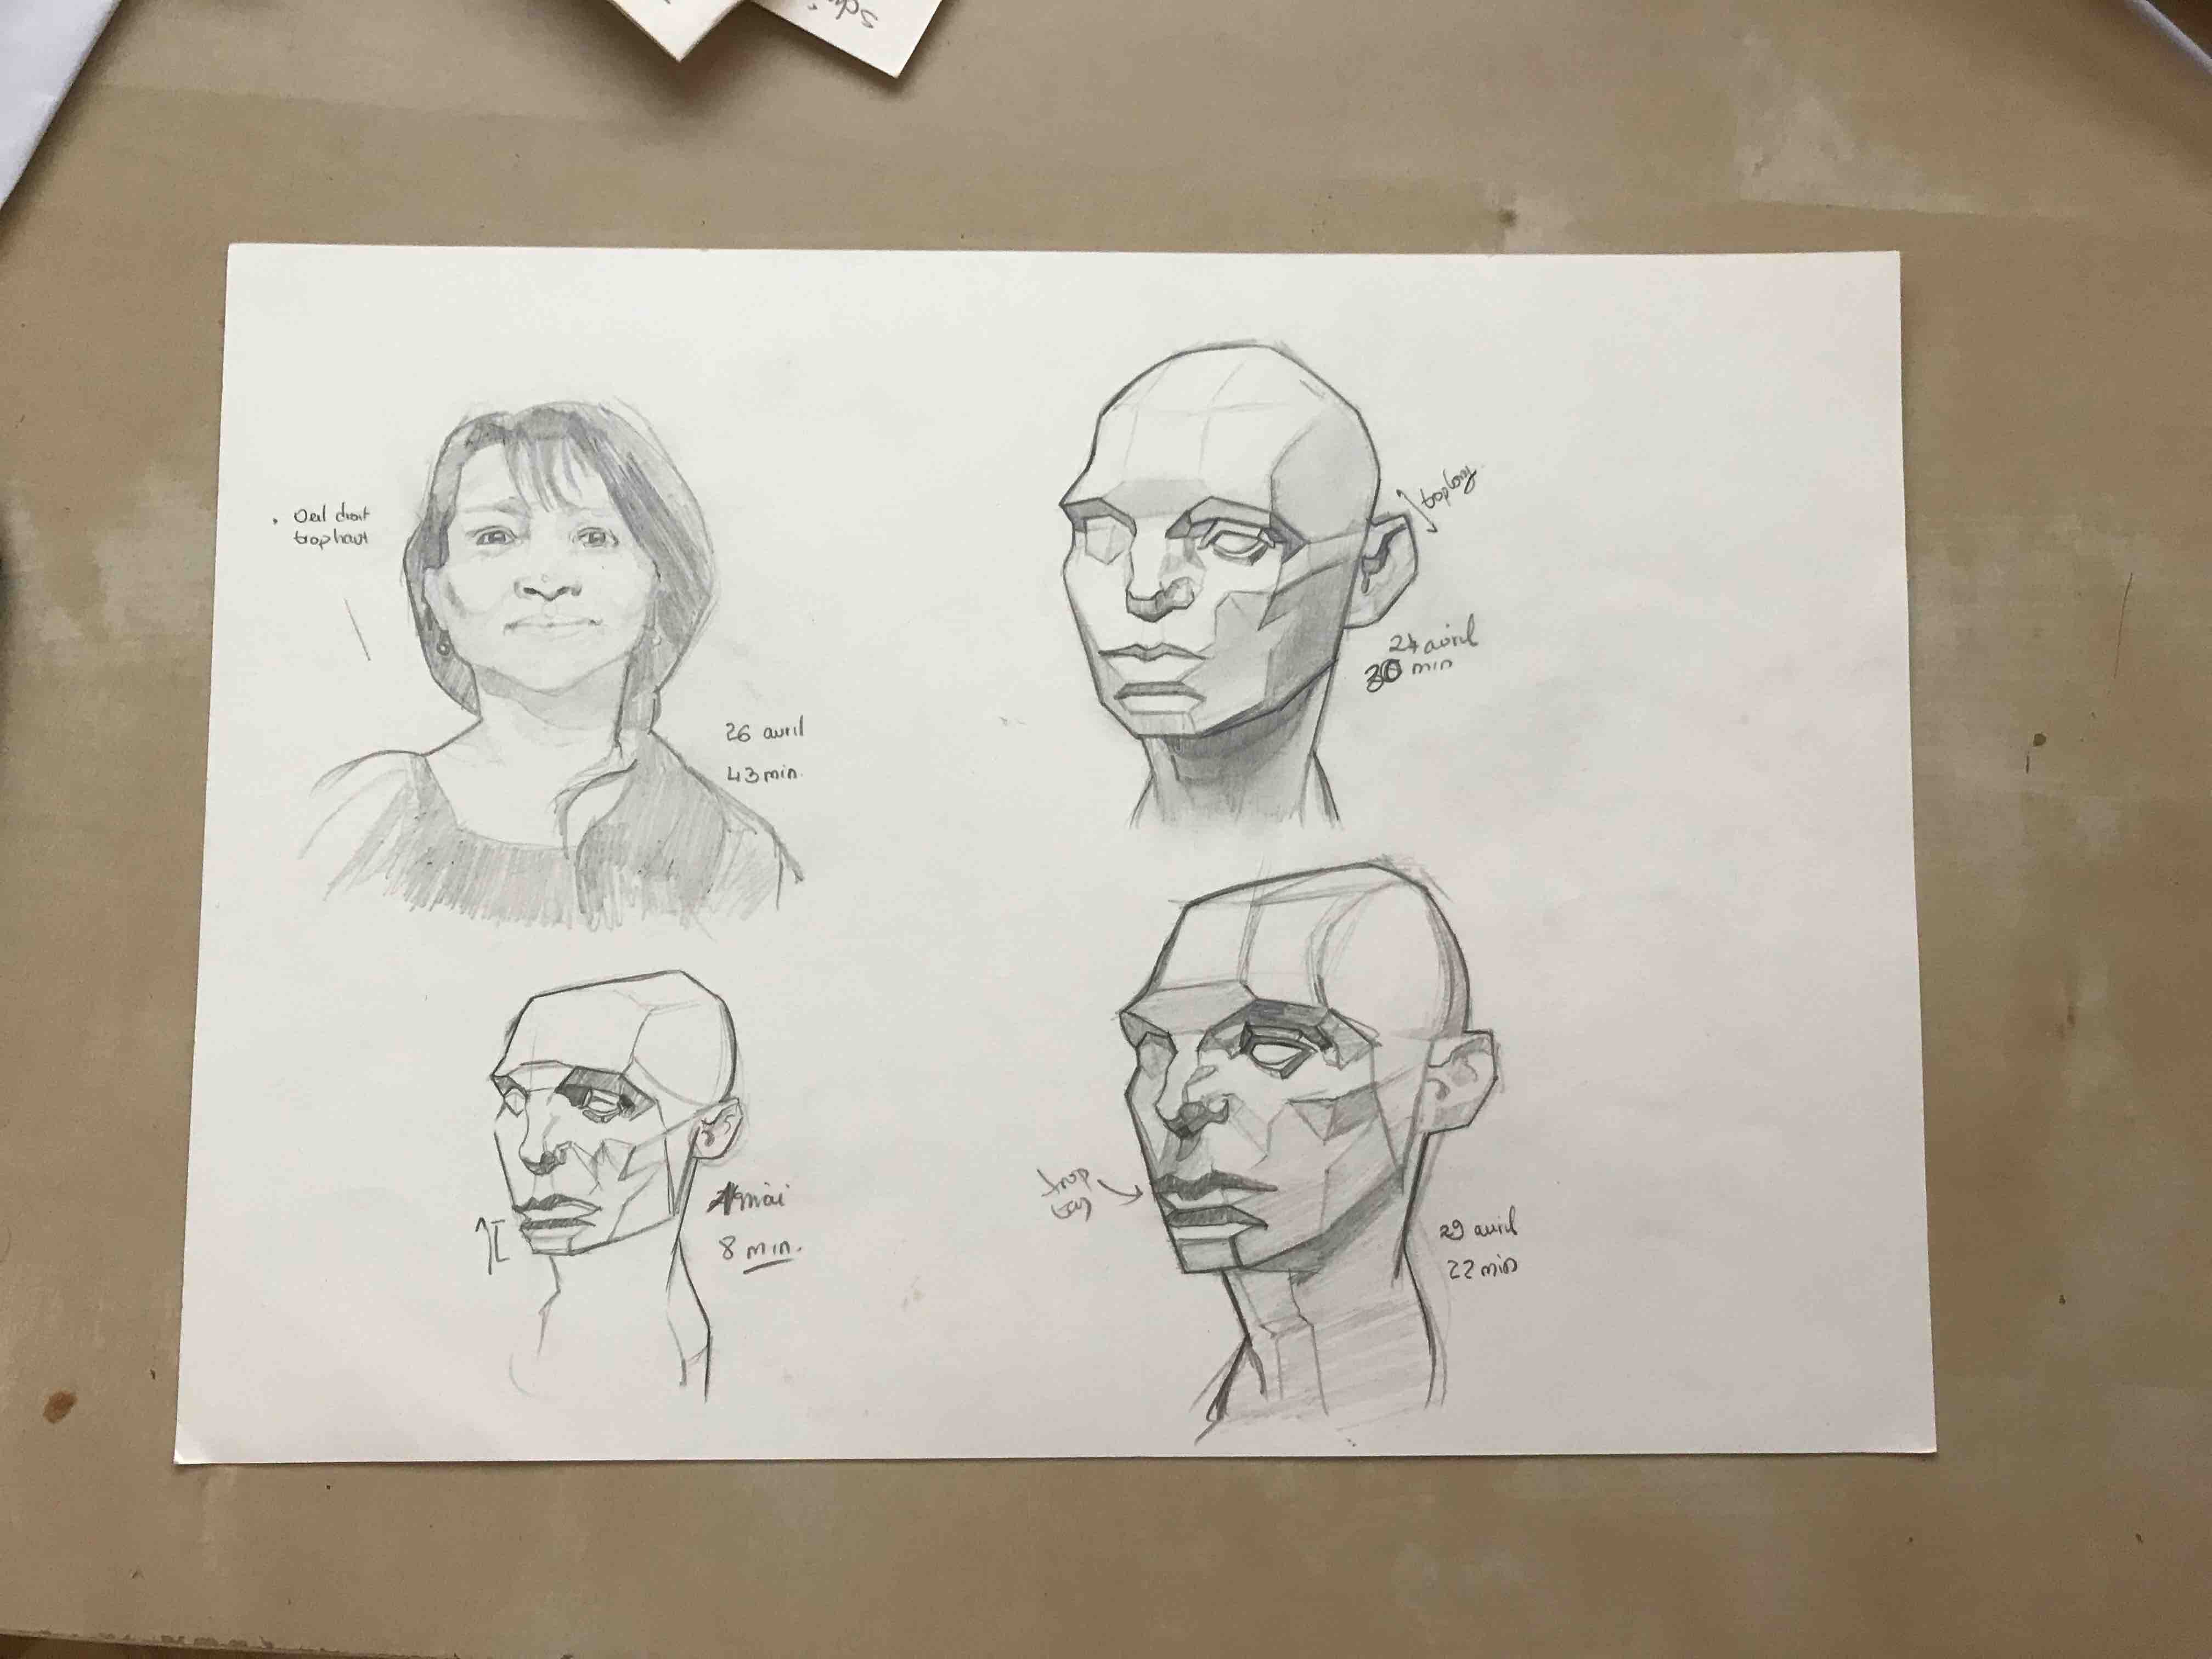 Oeil droit
trop haut
26 avril
43 min.
trop long
24 avril
30 min
mai
8 min.
trop
29 avril
22 min